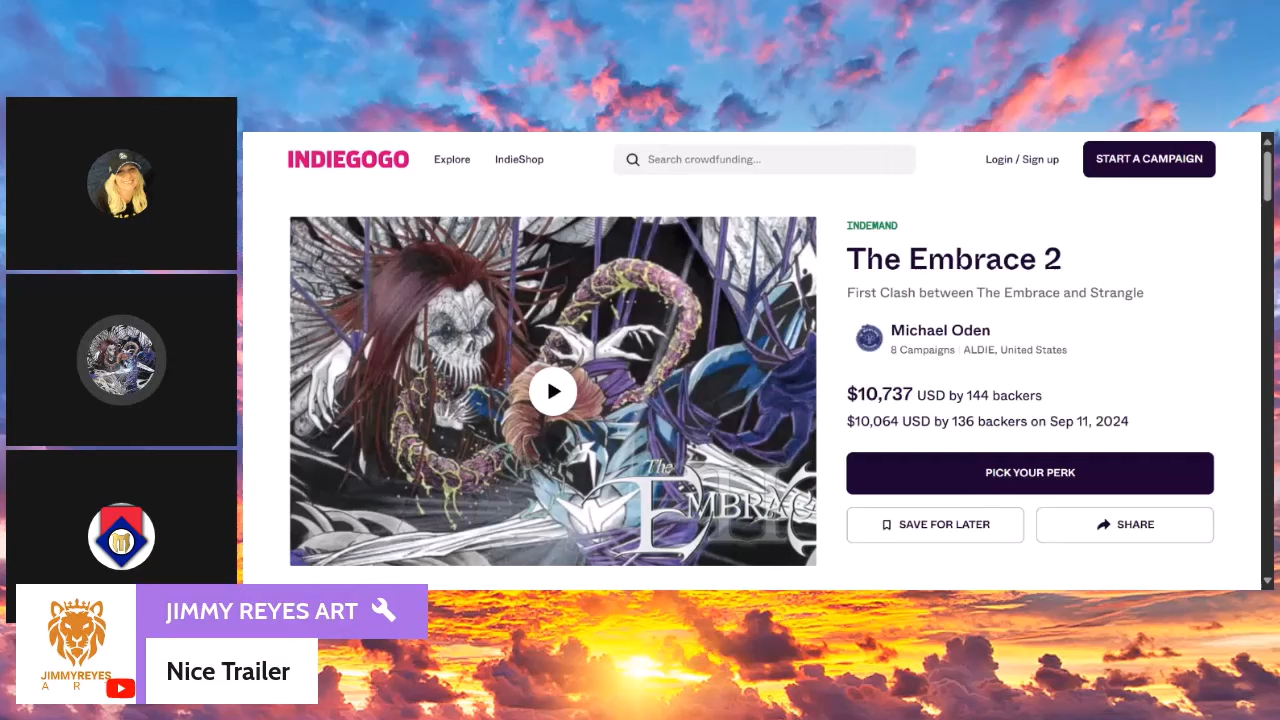 INDIEGOGO
Explore
IndieShop
Search crowdfunding...
Login / Sign up
START A CAMPAIGN
INDEMAND
The Embrace 2
First Clash between The Embrace and Strangle
Michael Oden
8 Campaigns | ALDIE, United States
$10,737 USD by 144 backers
$10,064 USD by 136 backers on Sep 11, 2024
PICK YOUR PERK
SAVE FOR LATER
SHARE
The
EMBRACE
JIMMY REYES ART
Nice Trailer
JIMMYREYES
A R